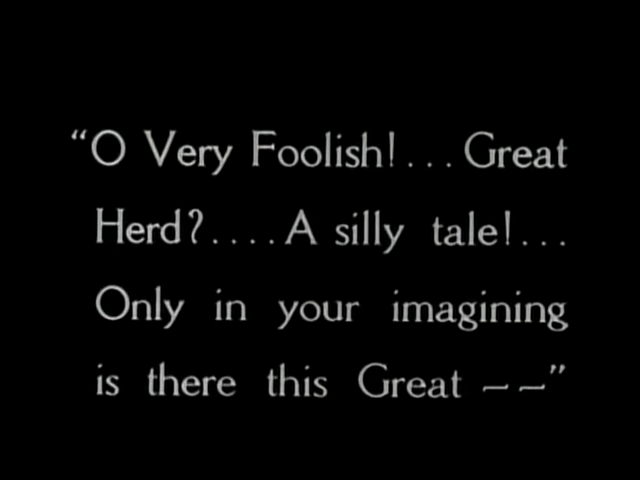 “O Very Foolish!... Great
Herd?....A silly tale!...
Only in your imagining
is there this Great — —”